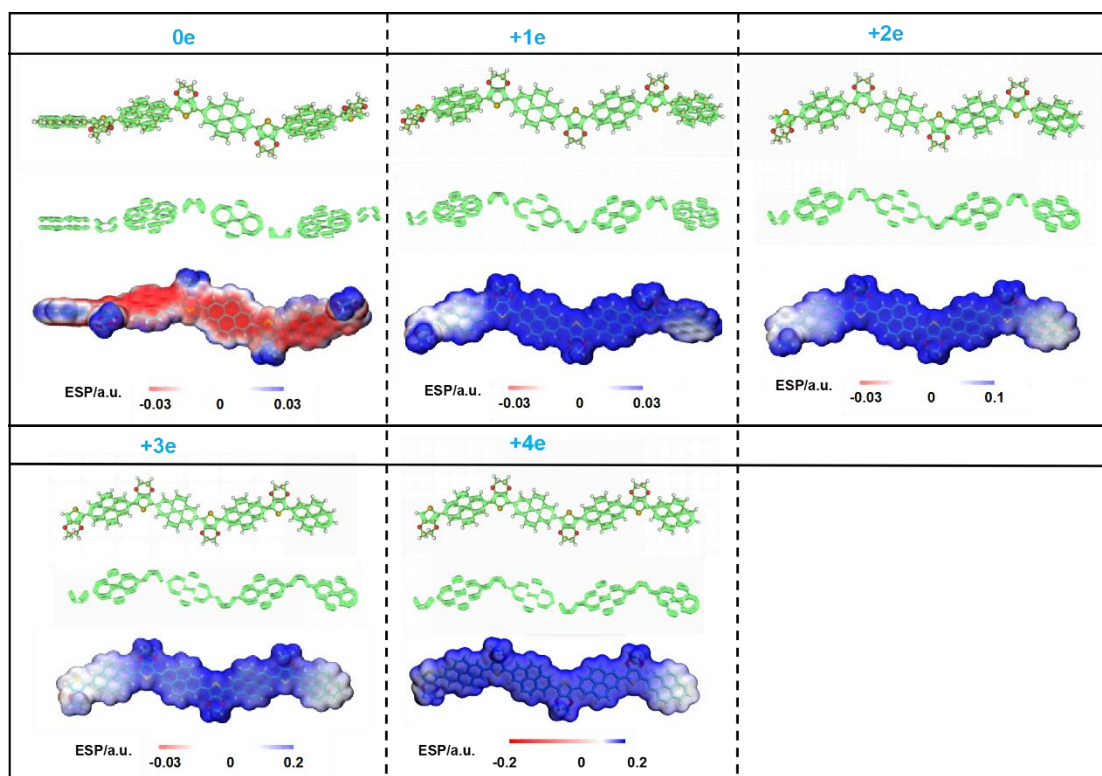 0e
+1e
+2e
ESP/a.u.
-0.03 0 0.03
ESP/a.u.
-0.03 0 0.03
ESP/a.u.
-0.03 0 0.1
+3e
+4e
ESP/a.u.
-0.03 0 0.2
ESP/a.u.
-0.2 0 0.2